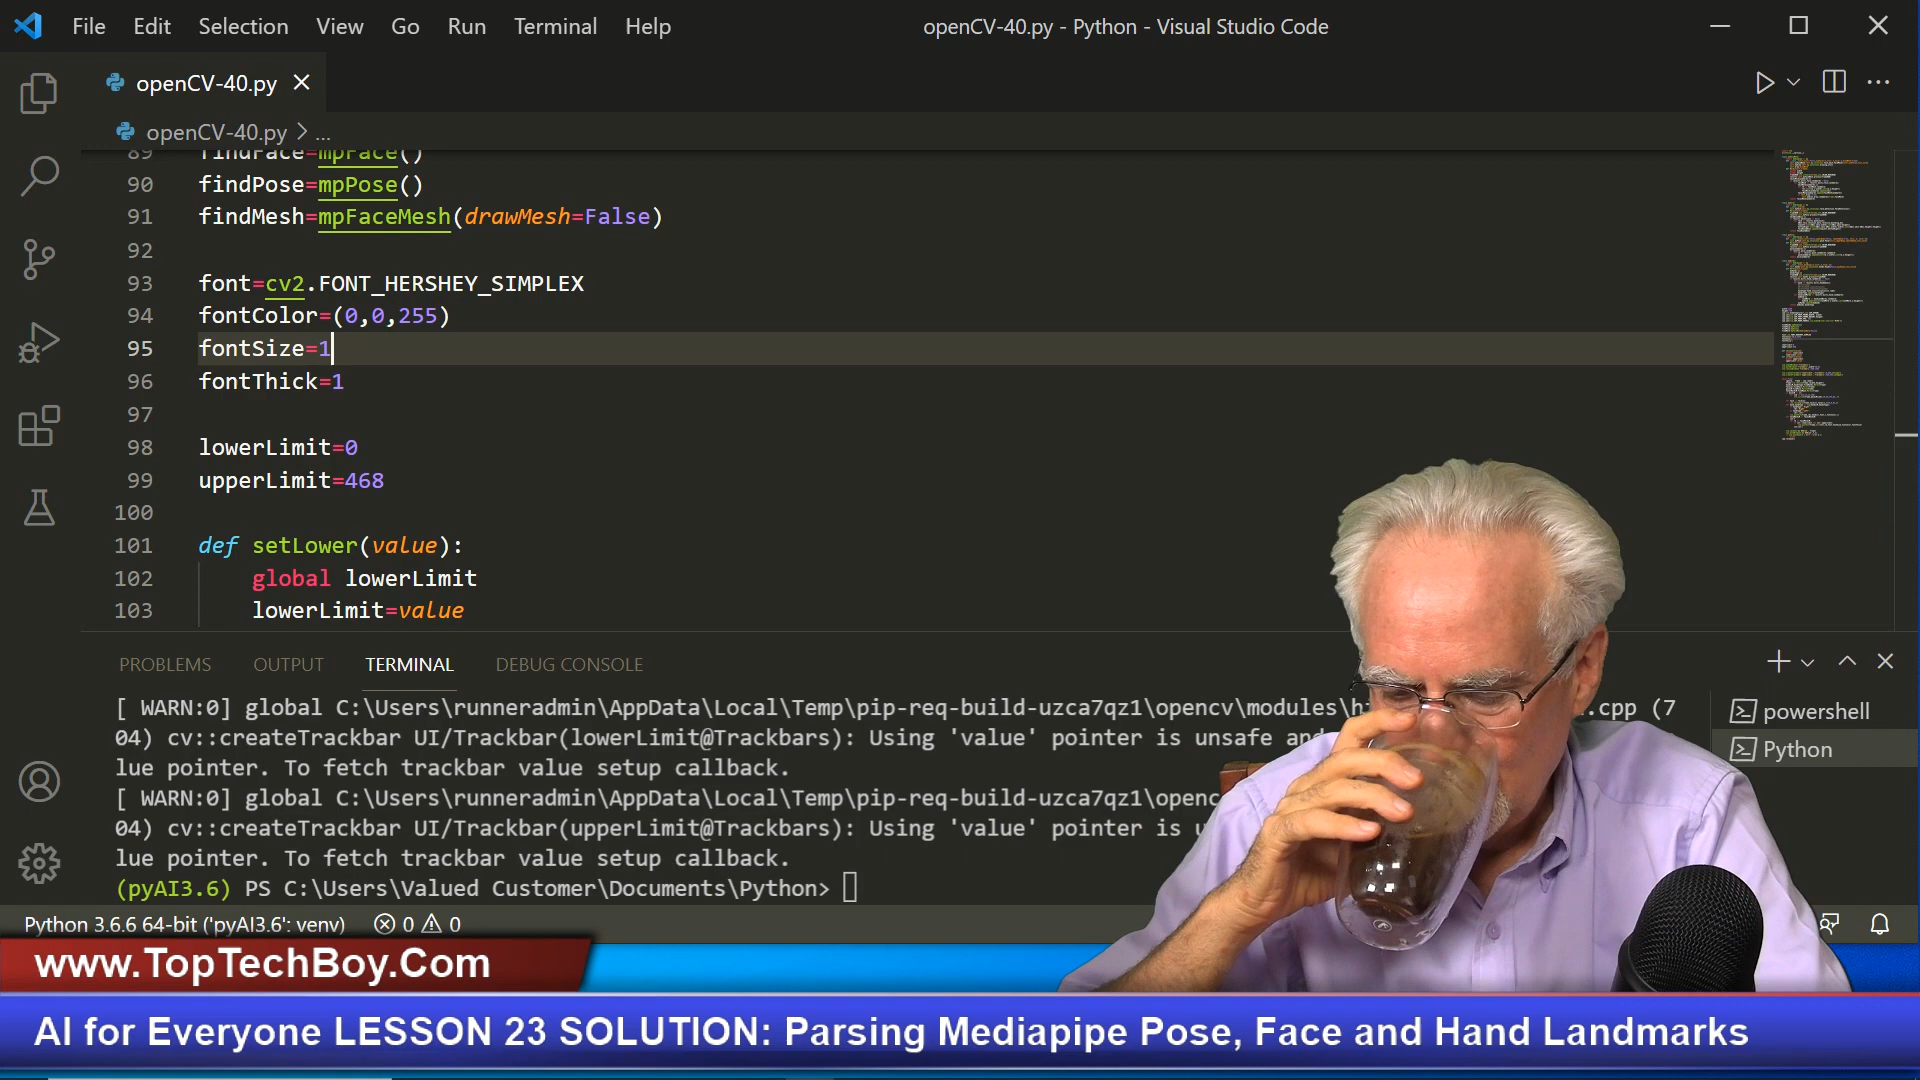 File Edit Selection View Go Run Terminal Help
openCV-40.py - Python - Visual Studio Code
openCV-40.py
openCV-40.py > ...
89 findFace=mpFace()
90 findPose=mpPose()
91 findMesh=mpFaceMesh(drawMesh=False)
92
93 font=cv2.FONT_HERSHEY_SIMPLEX
94 fontColor=(0,0,255)
95 fontSize=1
96 fontThick=1
97
98 lowerLimit=0
99 upperLimit=468
100
101 def setLower(value):
102 global lowerLimit
103 lowerLimit=value
PROBLEMS OUTPUT TERMINAL DEBUG CONSOLE
[ WARN:0] global C:\Users\runneradmin\AppData\Local\Temp\pip-req-build-uzca7qz1\opencv\modules\hi .cpp (7
04) cv::createTrackbar UI/Trackbar(lowerLimit@Trackbars): Using 'value' pointer is unsafe and
lue pointer. To fetch trackbar value setup callback.
[ WARN:0] global C:\Users\runneradmin\AppData\Local\Temp\pip-req-build-uzca7qz1\openc
04) cv::createTrackbar UI/Trackbar(upperLimit@Trackbars): Using 'value' pointer is u
lue pointer. To fetch trackbar value setup callback.
(pyAI3.6) PS C:\Users\Valued Customer\Documents\Python>
powershell
Python
Python 3.6.6 64-bit ('pyAI3.6': venv) 0 0
www.TopTechBoy.Com
AI for Everyone LESSON 23 SOLUTION: Parsing Mediapipe Pose, Face and Hand Landmarks